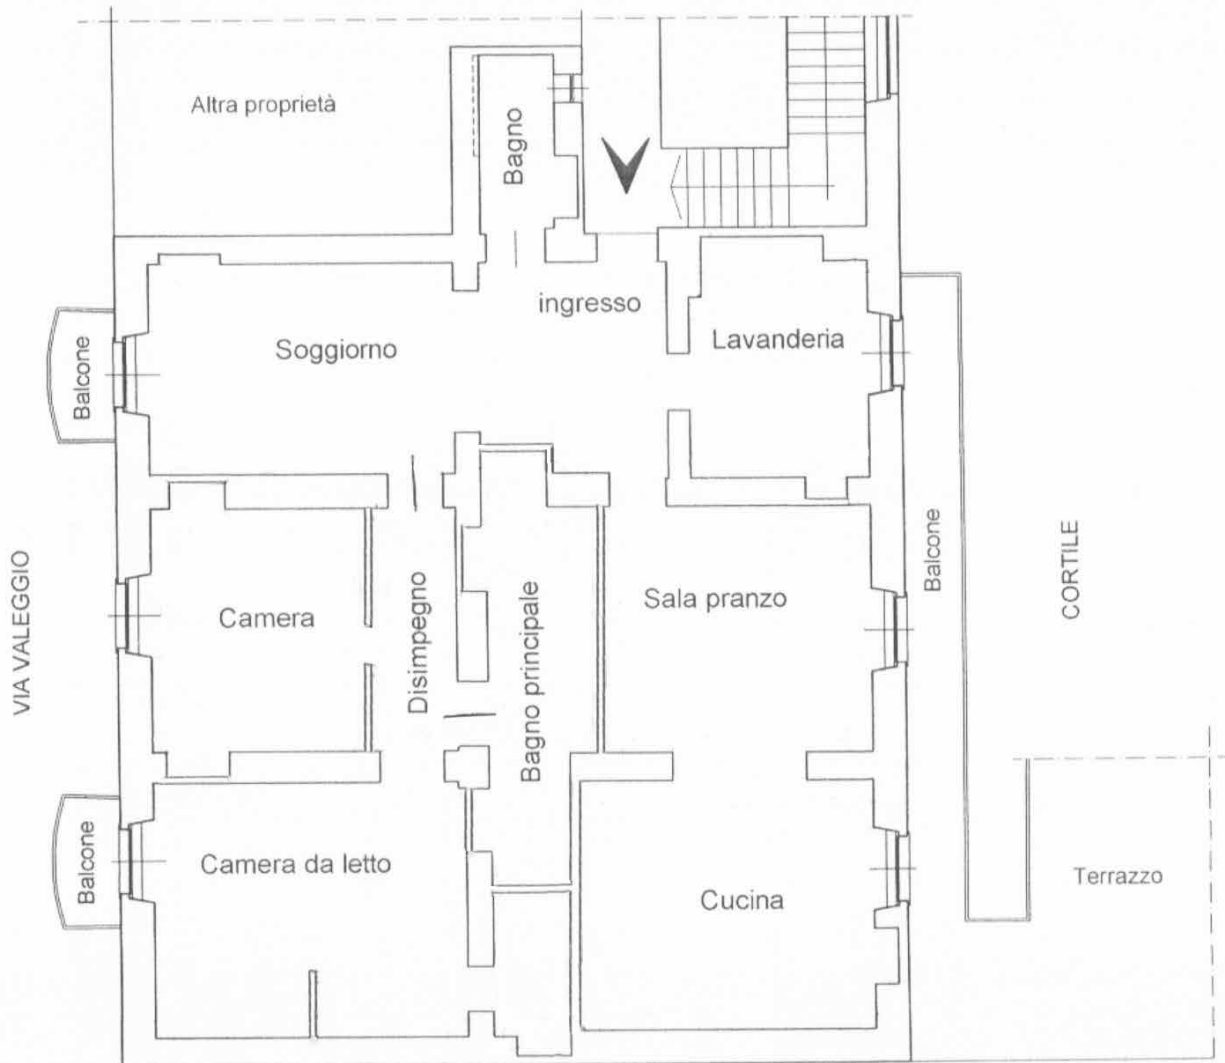 Altra proprietà
Bagno
ingresso
Soggiorno
Lavanderia
Balcone
VIA VALEGGIO
Camera
Disimpegno
Bagno principale
Sala pranzo
Balcone
CORTILE
Balcone
Camera da letto
Cucina
Terrazzo